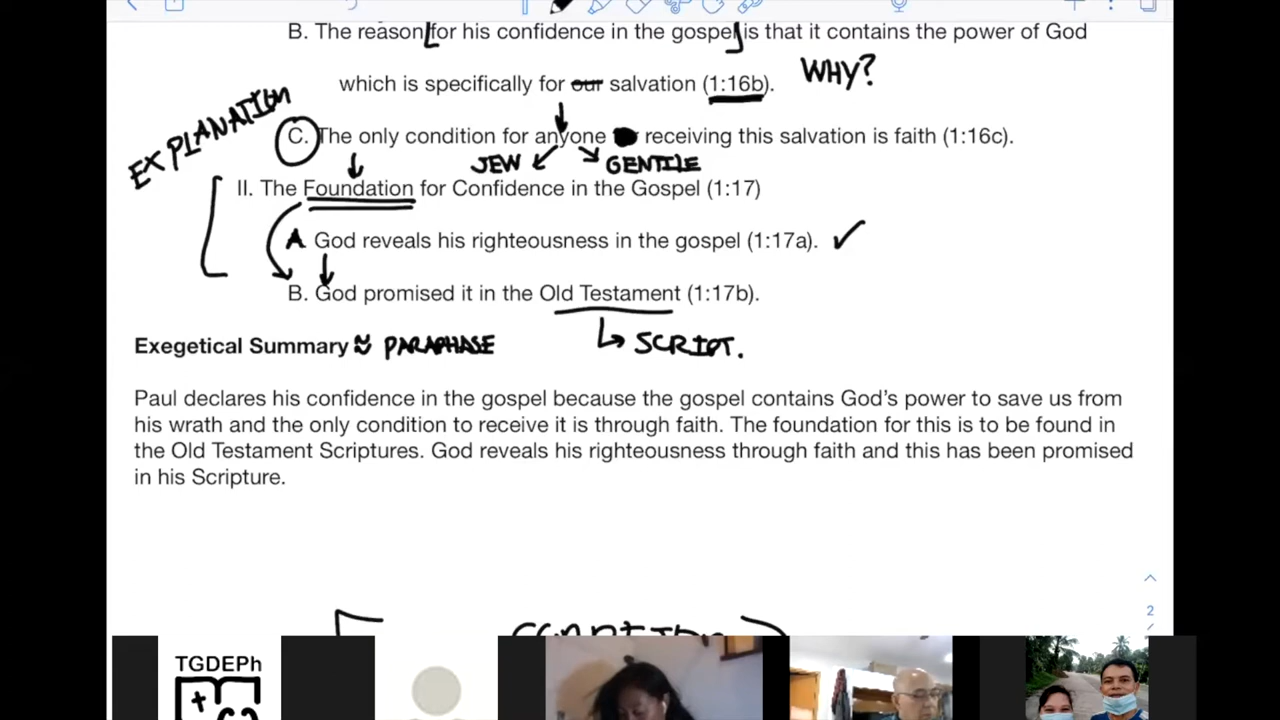 B. The reason [for his confidence in the gospel] is that it contains the power of God
which is specifically for our salvation (1:16b). WHY?
EXPLANATION
C. The only condition for anyone receiving this salvation is faith (1:16c).
JEW GENTILE
II. The Foundation for Confidence in the Gospel (1:17)
A God reveals his righteousness in the gospel (1:17a).
B. God promised it in the Old Testament (1:17b).
Exegetical Summary ≈ PARAPHASE
SCRIPT.
Paul declares his confidence in the gospel because the gospel contains God's power to save us from
his wrath and the only condition to receive it is through faith. The foundation for this is to be found in
the Old Testament Scriptures. God reveals his righteousness through faith and this has been promised
in his Scripture.
2
TGDEPh